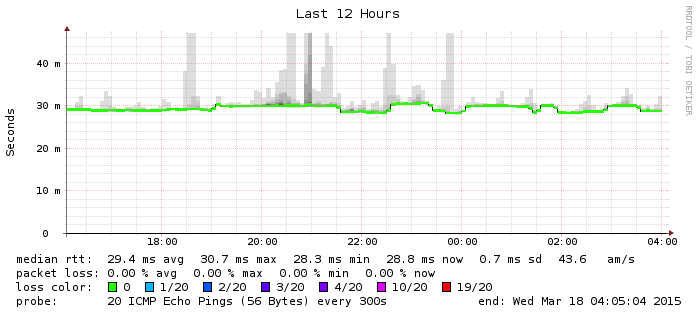 Last 12 Hours
RRDTOOL / TOBI OETIKER
Seconds
40 m
30 m
20 m
10 m
0
18:00 20:00 22:00 00:00 02:00 04:00
median rtt: 29.4 ms avg 30.7 ms max 28.3 ms min 28.8 ms now 0.7 ms sd 43.6 am/s
packet loss: 0.00 % avg 0.00 % max 0.00 % min 0.00 % now
loss color: 0 1/20 2/20 3/20 4/20 10/20 19/20
probe: 20 ICMP Echo Pings (56 Bytes) every 300s end: Wed Mar 18 04:05:04 2015